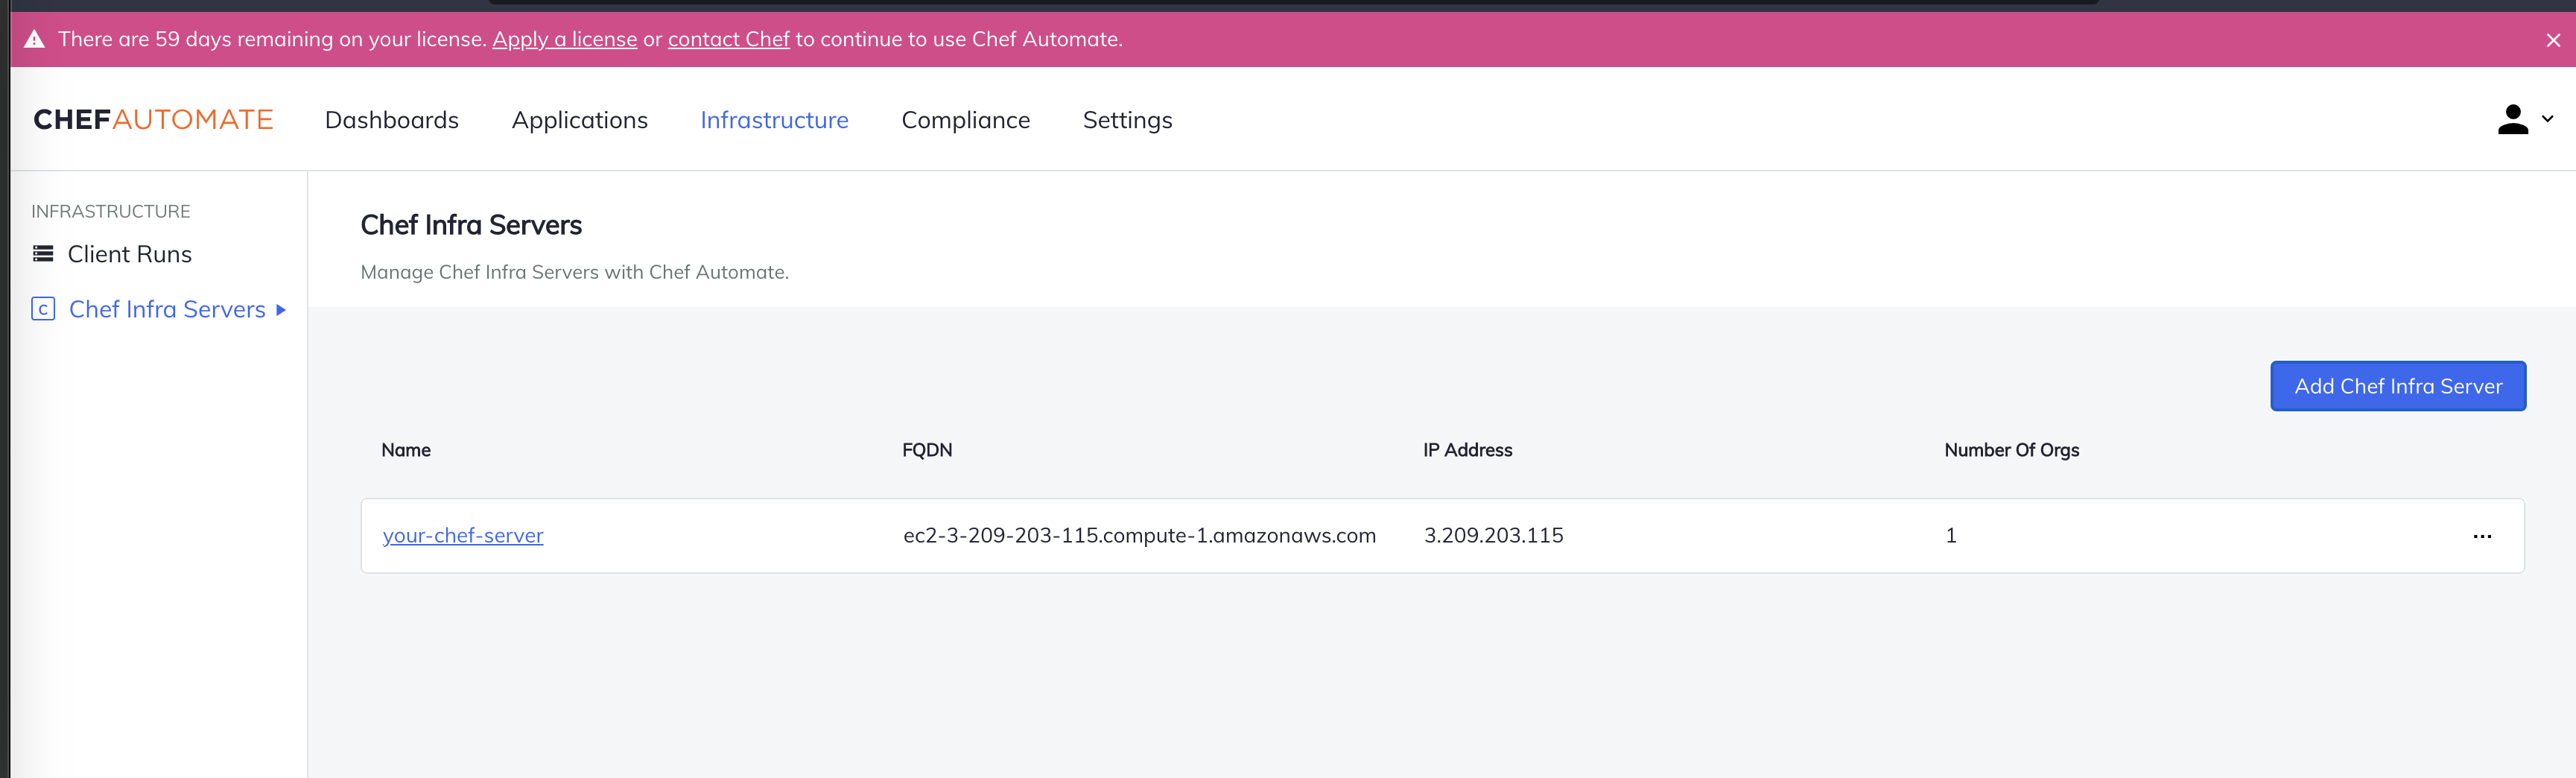 There are 59 days remaining on your license. Apply a license or contact Chef to continue to use Chef Automate.
CHEFAUTOMATE Dashboards Applications Infrastructure Compliance Settings
INFRASTRUCTURE
Client Runs
C Chef Infra Servers
Chef Infra Servers
Manage Chef Infra Servers with Chef Automate.
Add Chef Infra Server
Name FQDN IP Address Number Of Orgs
your-chef-server ec2-3-209-203-115.compute-1.amazonaws.com 3.209.203.115 1 ...